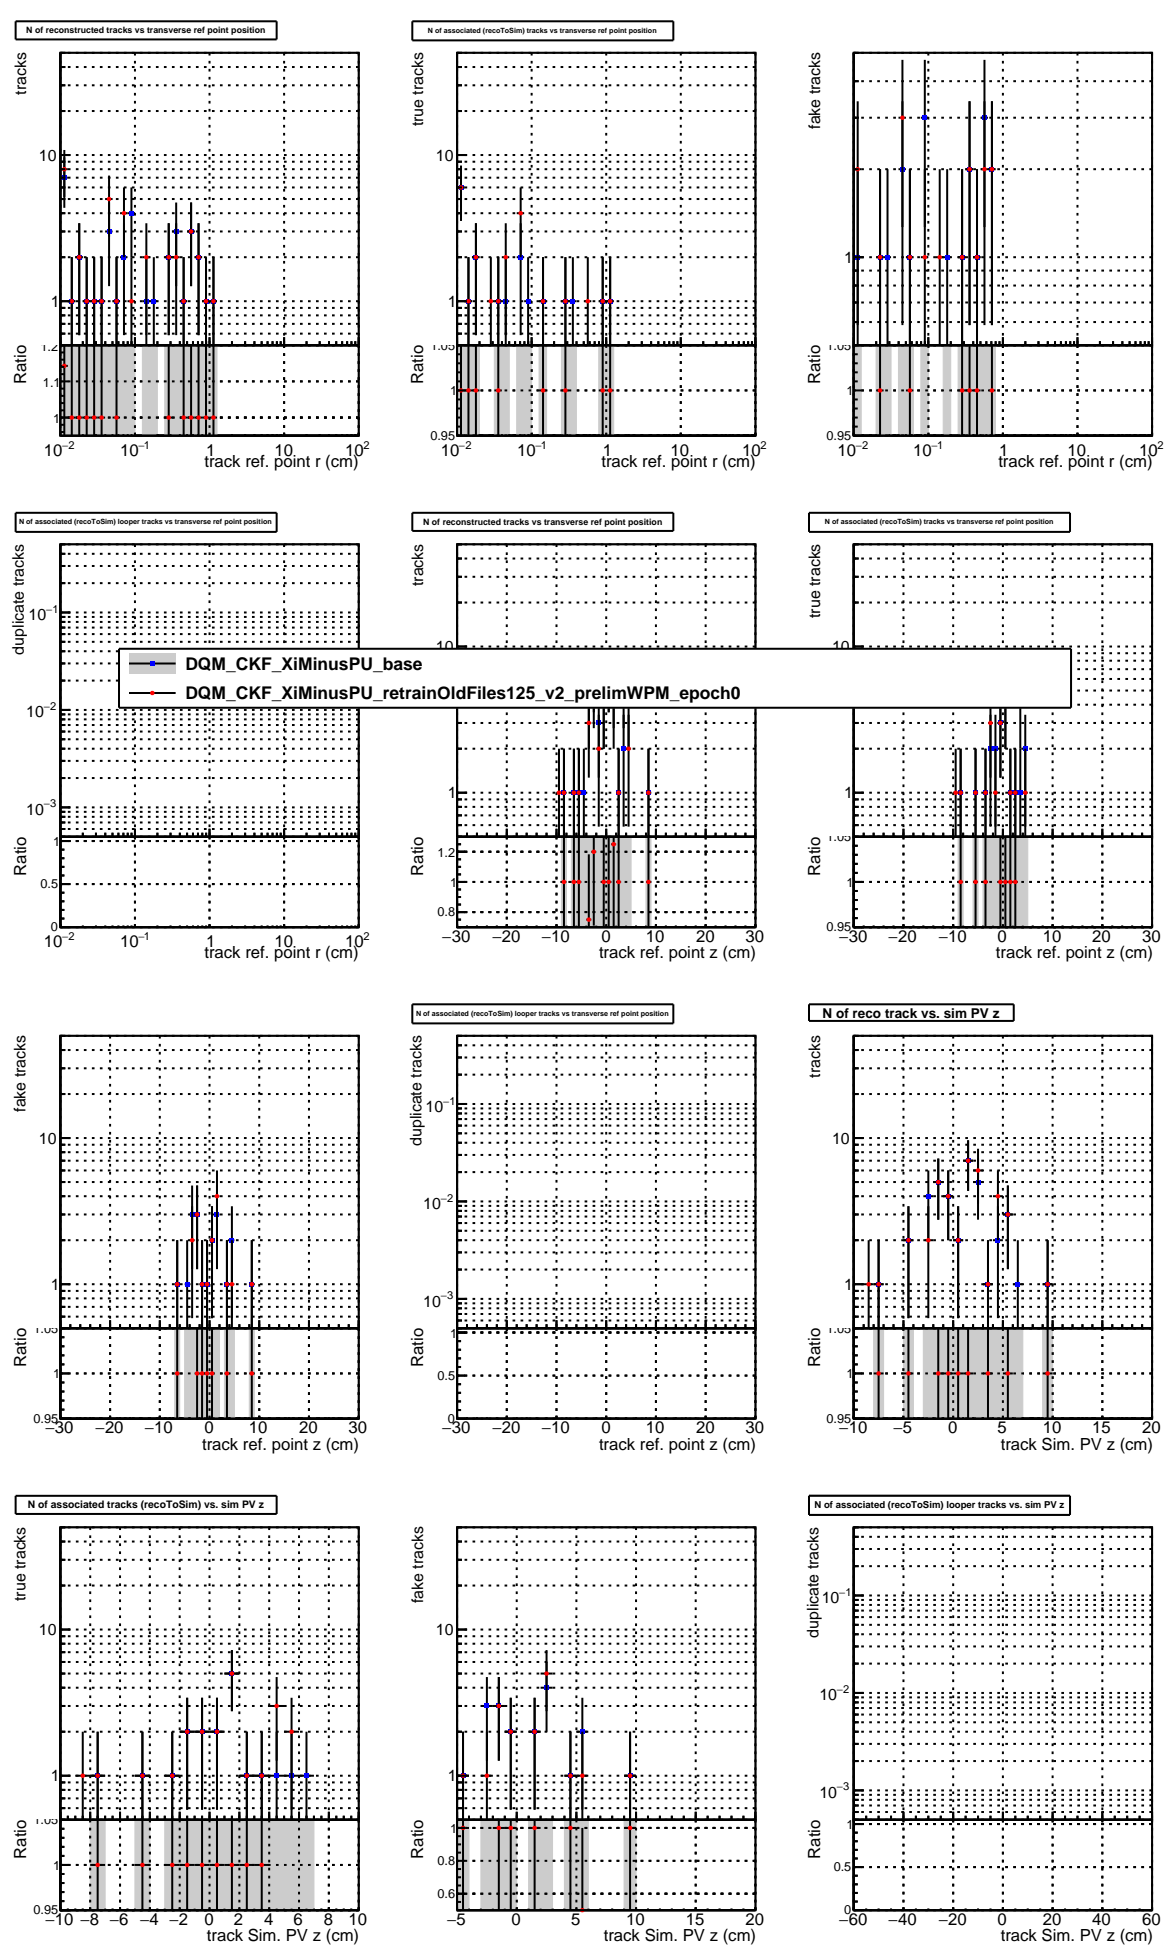 N of reconstructed tracks vs transverse ref point position
tracks
10
1
Ratio
1.2
1.1
1
10⁻² 10⁻¹ 1 10 10²
track ref. point r (cm)
N of associated (recoToSim) tracks vs transverse ref point position
true tracks
10
1
Ratio
1.05
1
0.95
10⁻² 10⁻¹ 1 10 10²
track ref. point r (cm)
fake tracks
1
Ratio
1.05
1
0.95
10⁻² 10⁻¹ 1 10 10²
track ref. point r (cm)
N of associated (recoToSim) looper tracks vs transverse ref point position
duplicate tracks
10⁻¹
10⁻²
10⁻³
Ratio
1
0.5
0
10⁻² 10⁻¹ 1 10 10²
track ref. point r (cm)
N of reconstructed tracks vs transverse ref point position
tracks
10
1
Ratio
1.2
1
0.8
−30 −20 −10 0 10 20 30
track ref. point z (cm)
N of associated (recoToSim) tracks vs transverse ref point position
true tracks
10
1
Ratio
1.05
1
0.95
−30 −20 −10 0 10 20 30
track ref. point z (cm)
DQM_CKF_XiMinusPU_base
DQM_CKF_XiMinusPU_retrainOldFiles125_v2_prelimWPM_epoch0
fake tracks
10
1
Ratio
1.05
1
0.95
−30 −20 −10 0 10 20 30
track ref. point z (cm)
N of associated (recoToSim) looper tracks vs transverse ref point position
duplicate tracks
10⁻¹
10⁻²
10⁻³
Ratio
1
0.5
0
−30 −20 −10 0 10 20 30
track ref. point z (cm)
N of reco track vs. sim PV z
tracks
10
1
Ratio
1.05
1
0.95
−10 −5 0 5 10 15 20
track Sim. PV z (cm)
N of associated tracks (recoToSim) vs. sim PV z
true tracks
10
1
Ratio
1.05
1
0.95
−10 −8 −6 −4 −2 0 2 4 6 8 10
track Sim. PV z (cm)
fake tracks
10
1
Ratio
1
0.8
0.6
−5 0 5 10 15 20
track Sim. PV z (cm)
N of associated (recoToSim) looper tracks vs. sim PV z
duplicate tracks
10⁻¹
10⁻²
10⁻³
Ratio
1
0.5
0
−60 −40 −20 0 20 40 60
track Sim. PV z (cm)